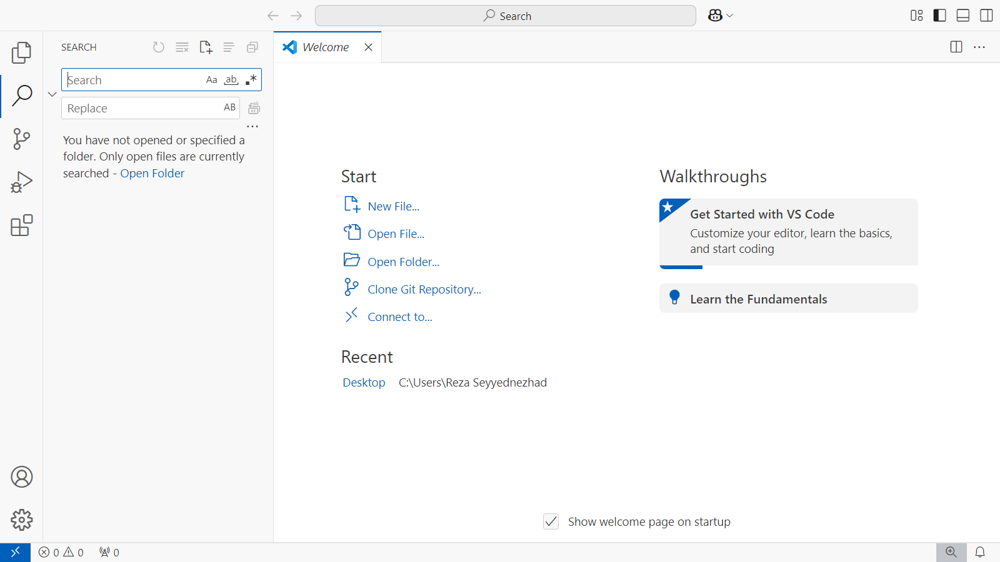 Search
SEARCH
Welcome
Search
Aa
ab
Replace
AB
You have not opened or specified a
folder. Only open files are currently
searched - Open Folder
Start
New File...
Open File...
Open Folder...
Clone Git Repository...
Connect to...
Recent
Desktop C:\Users\Reza Seyyednezhad
Walkthroughs
Get Started with VS Code
Customize your editor, learn the basics,
and start coding
Learn the Fundamentals
Show welcome page on startup
0 0 0